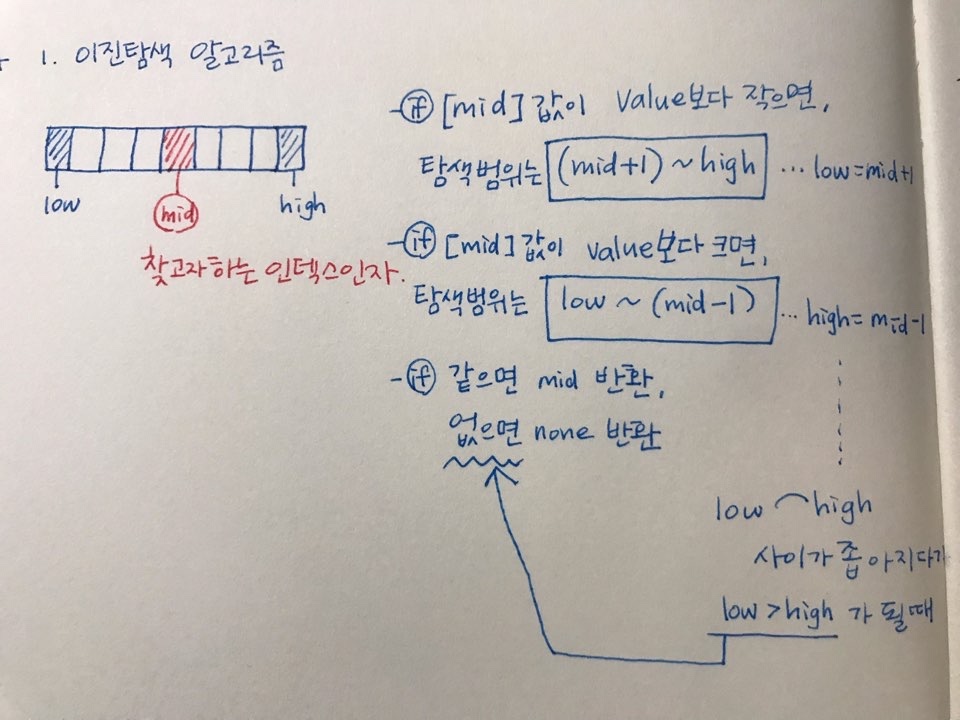 1. 이진탐색 알고리즘
low
mid
high
찾고자하는 인덱스인자.
-if [mid] 값이 value보다 작으면,
탐색범위는 (mid+1) ~ high ... low=mid+1
-if [mid] 값이 value보다 크면,
탐색범위는 low ~ (mid-1) ... high=mid-1
-if 같으면 mid 반환,
없으면 none 반환
low high
사이가 좁아지다가
low > high 가 될때